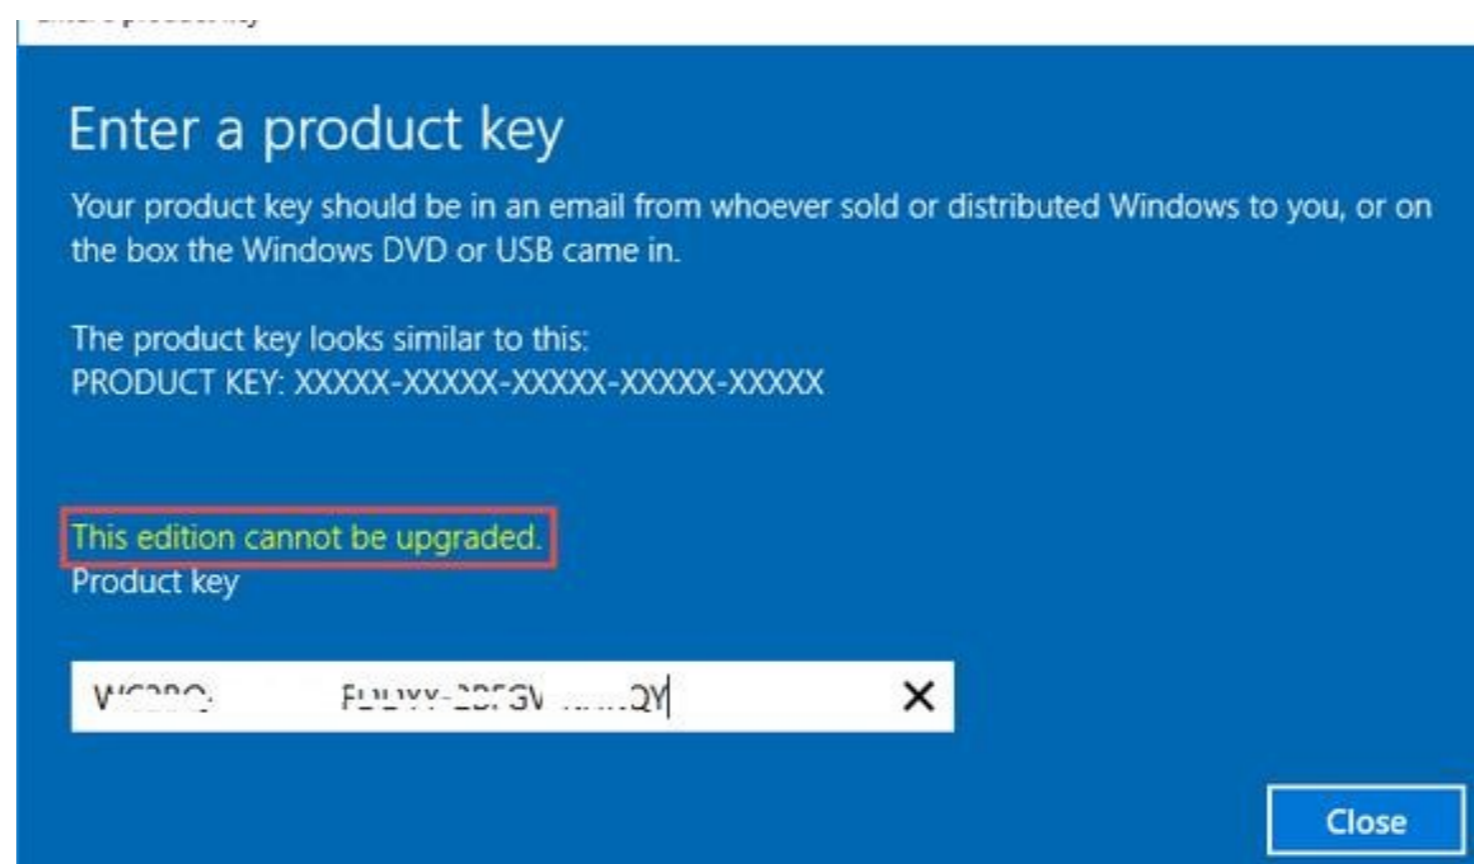 Enter a product key
Your product key should be in an email from whoever sold or distributed Windows to you, or on
the box the Windows DVD or USB came in.
The product key looks similar to this:
PRODUCT KEY: XXXXX-XXXXX-XXXXX-XXXXX-XXXXX
This edition cannot be upgraded.
Product key
Close